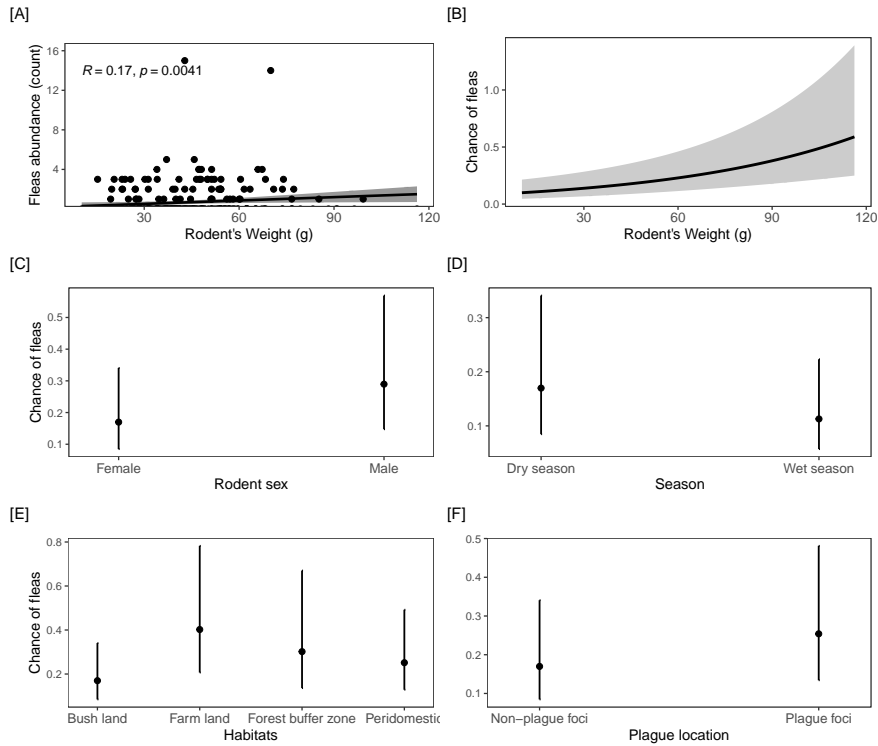 [A]
[B]
Fleas abundance (count)
16
12
8
4
R = 0.17, p = 0.0041
30
60
90
120
Rodent's Weight (g)
Chance of fleas
1.0
0.5
0.0
30
60
90
120
Rodent's Weight (g)
[C]
[D]
Chance of fleas
0.5
0.4
0.3
0.2
0.1
Female
Male
Rodent sex
Chance of fleas
0.3
0.2
0.1
Dry season
Wet season
Season
[E]
[F]
Chance of fleas
0.8
0.6
0.4
0.2
Bush land
Farm land
Forest buffer zone
Peridomestic
Habitats
Chance of fleas
0.5
0.4
0.3
0.2
0.1
Non−plague foci
Plague foci
Plague location